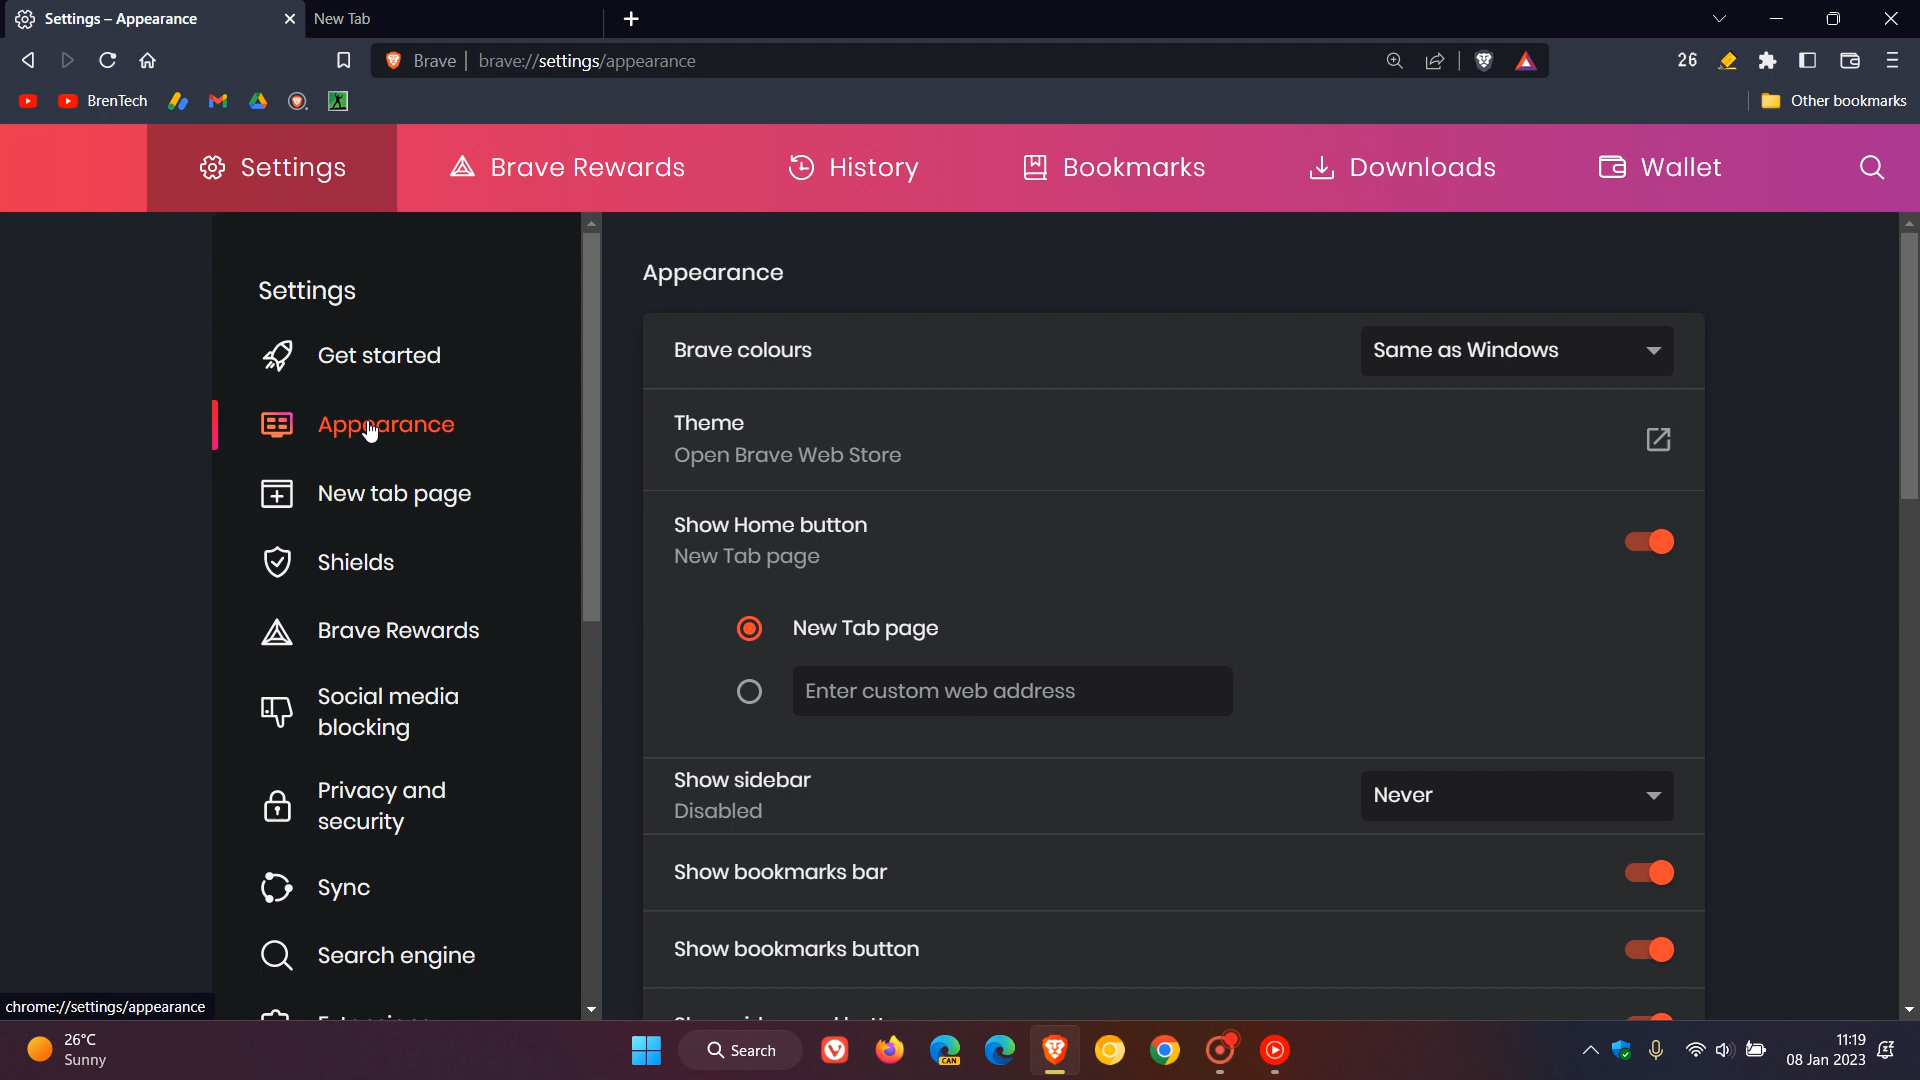 Settings – Appearance
New Tab
Brave
brave://settings/appearance
26
BrenTech
Other bookmarks
Settings
Brave Rewards
History
Bookmarks
Downloads
Wallet
Settings
Get started
Appearance
New tab page
Shields
Brave Rewards
Social media
blocking
Privacy and
security
Sync
Search engine
Appearance
Brave colours
Same as Windows
Theme
Open Brave Web Store
Show Home button
New Tab page
New Tab page
Enter custom web address
Show sidebar
Disabled
Never
Show bookmarks bar
Show bookmarks button
chrome://settings/appearance
26°C
Sunny
Search
CAN
11:19
08 Jan 2023